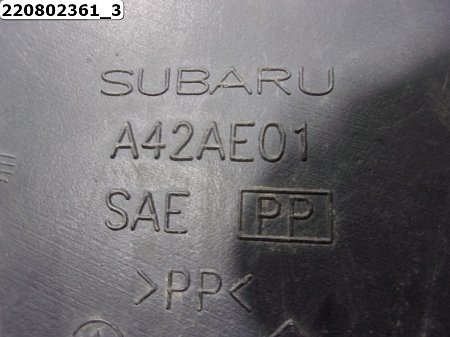 220802361_3
SUBARU
A42AE01
SAE PP
>PP<